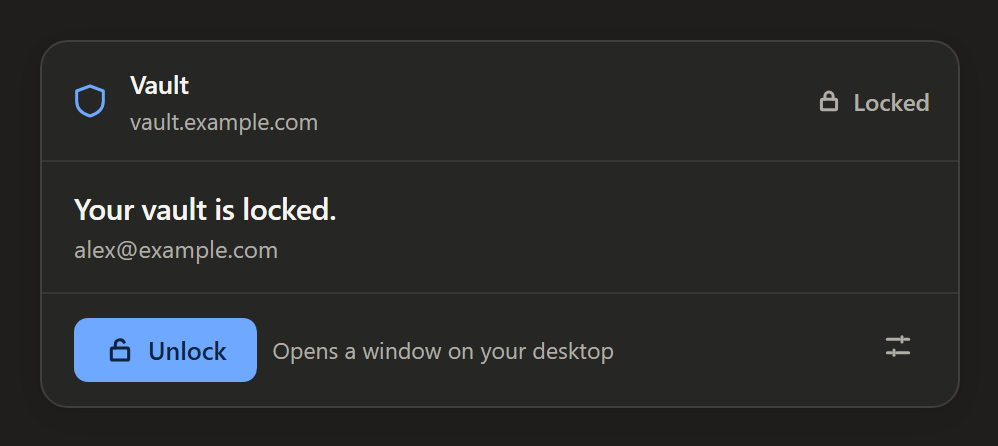 Vault
vault.example.com
Locked
Your vault is locked.
alex@example.com
Unlock
Opens a window on your desktop